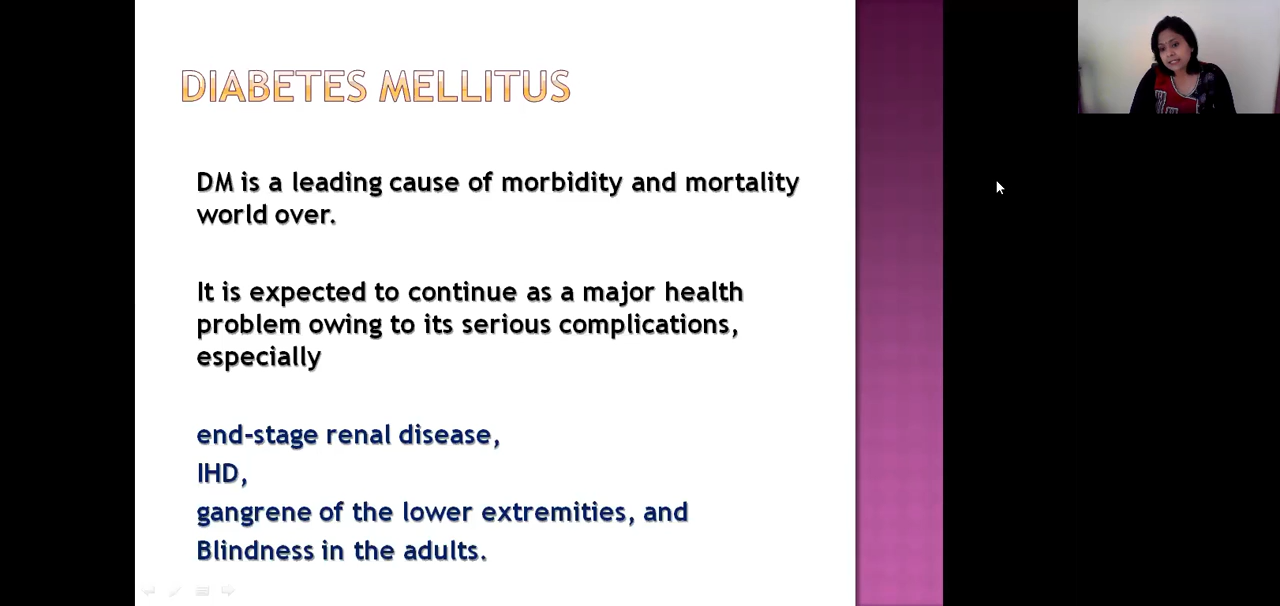 DIABETES MELLITUS
DM is a leading cause of morbidity and mortality
world over.
It is expected to continue as a major health
problem owing to its serious complications,
especially
end-stage renal disease,
IHD,
gangrene of the lower extremities, and
Blindness in the adults.